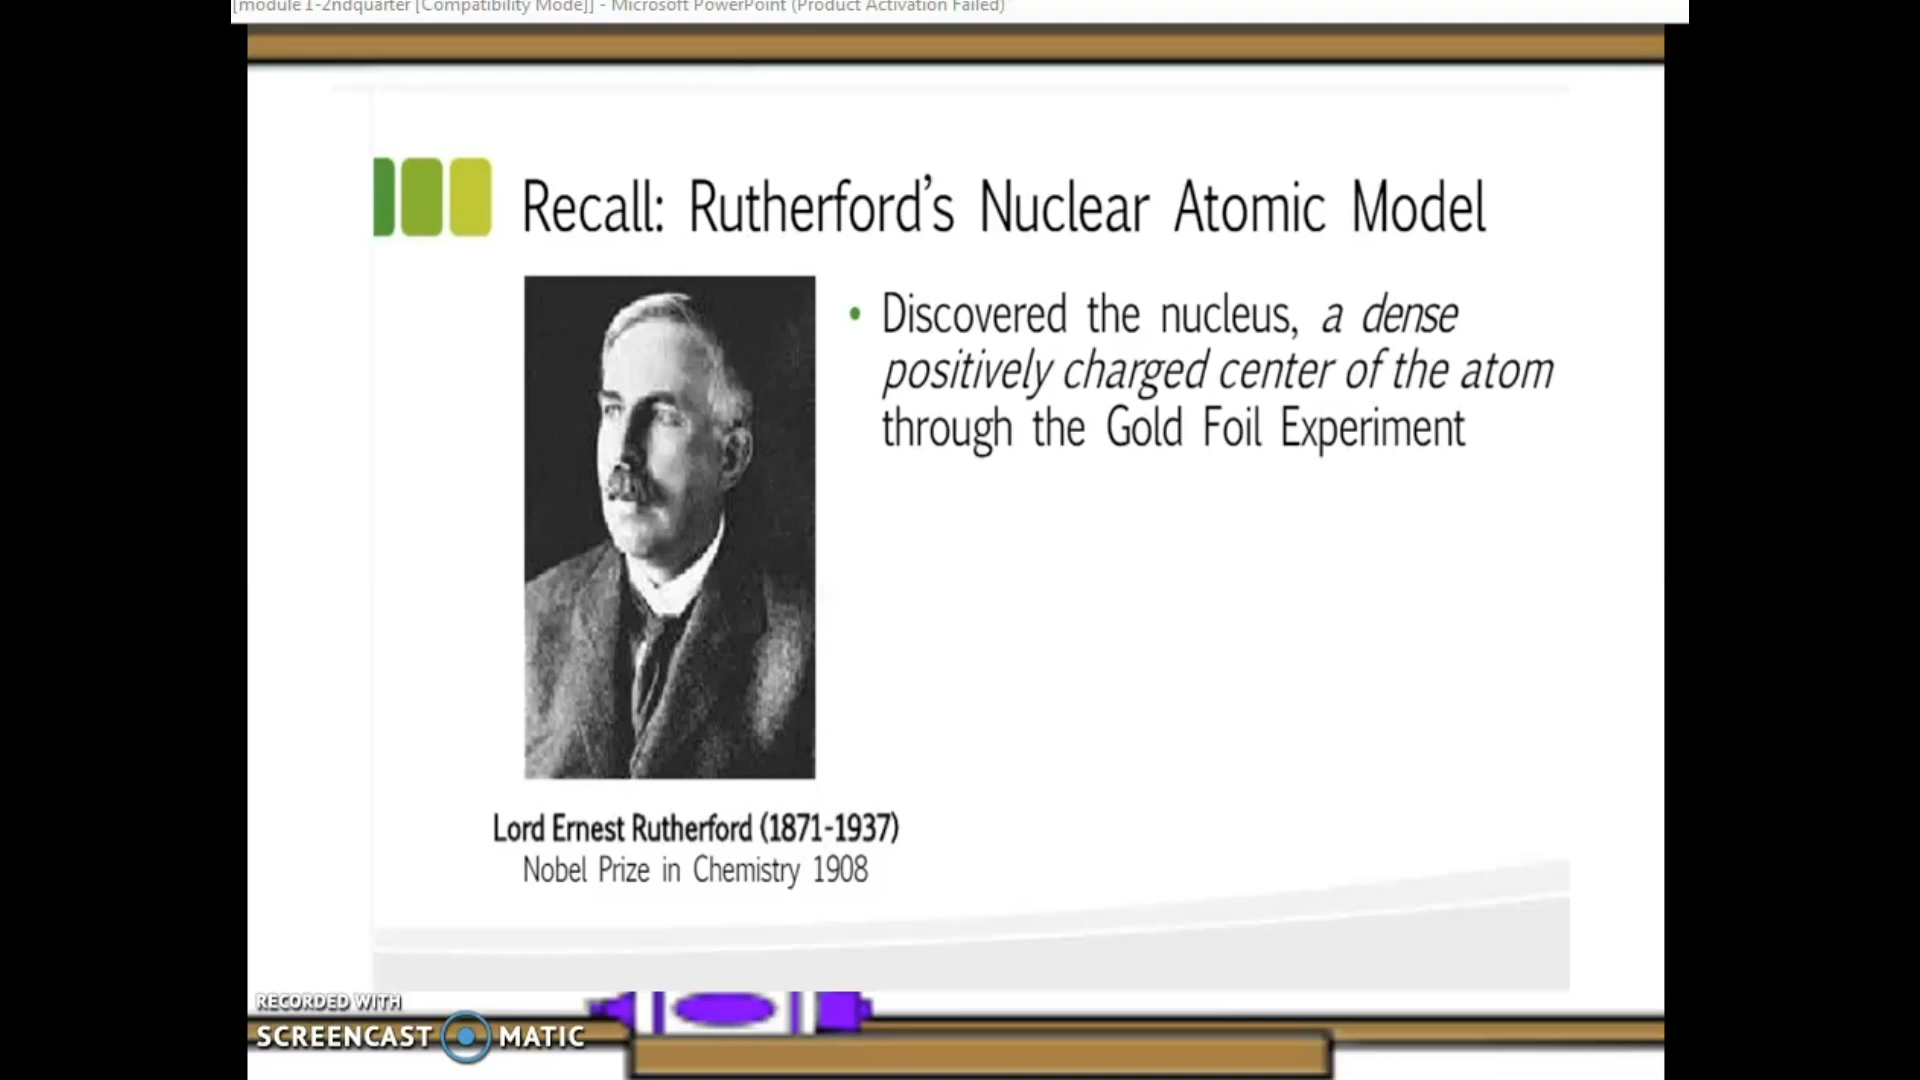 [module 1-2ndquarter [Compatibility Mode]] - Microsoft PowerPoint (Product Activation Failed)
Recall: Rutherford's Nuclear Atomic Model
• Discovered the nucleus, a dense
positively charged center of the atom
through the Gold Foil Experiment
Lord Ernest Rutherford (1871-1937)
Nobel Prize in Chemistry 1908
RECORDED WITH
SCREENCAST MATIC